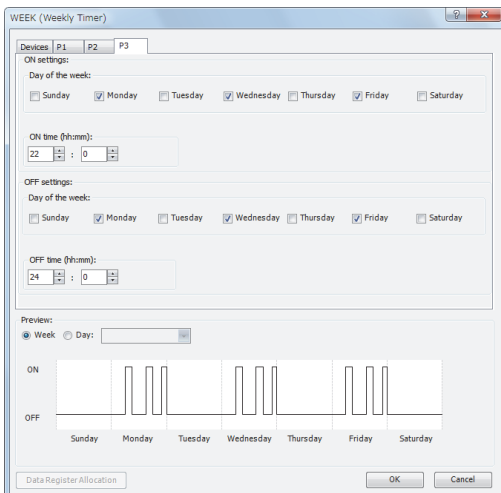 WEEK (Weekly Timer)
Devices P1 P2 P3
ON settings:
Day of the week:
Sunday Monday Tuesday Wednesday Thursday Friday Saturday
ON time (hh:mm):
22 : 0
OFF settings:
Day of the week:
Sunday Monday Tuesday Wednesday Thursday Friday Saturday
OFF time (hh:mm):
24 : 0
Preview:
Week Day:
ON
OFF
Sunday Monday Tuesday Wednesday Thursday Friday Saturday
Data Register Allocation OK Cancel